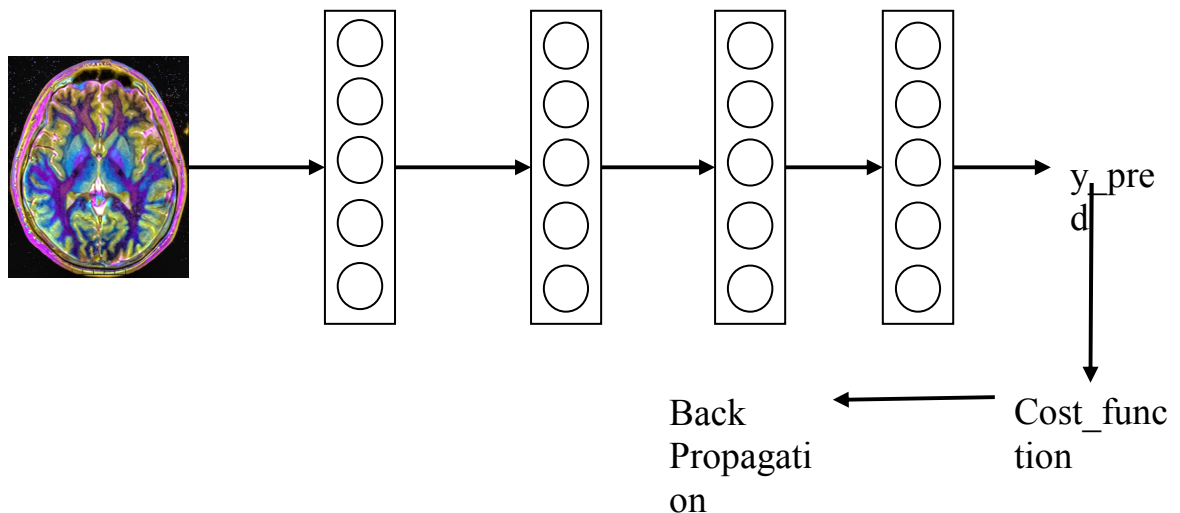 y_pre
d
Cost_func
tion
Back
Propagati
on